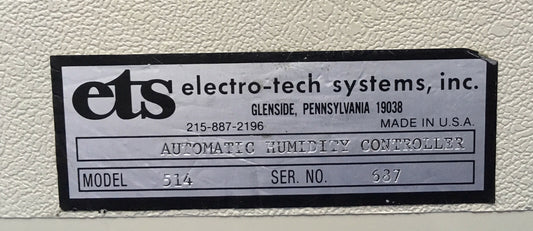 ets electro-tech systems, inc.
GLENSIDE, PENNSYLVANIA 19038
215-887-2196 MADE IN U.S.A.
AUTOMATIC HUMIDITY CONTROLLER
MODEL 514 SER. NO. 687